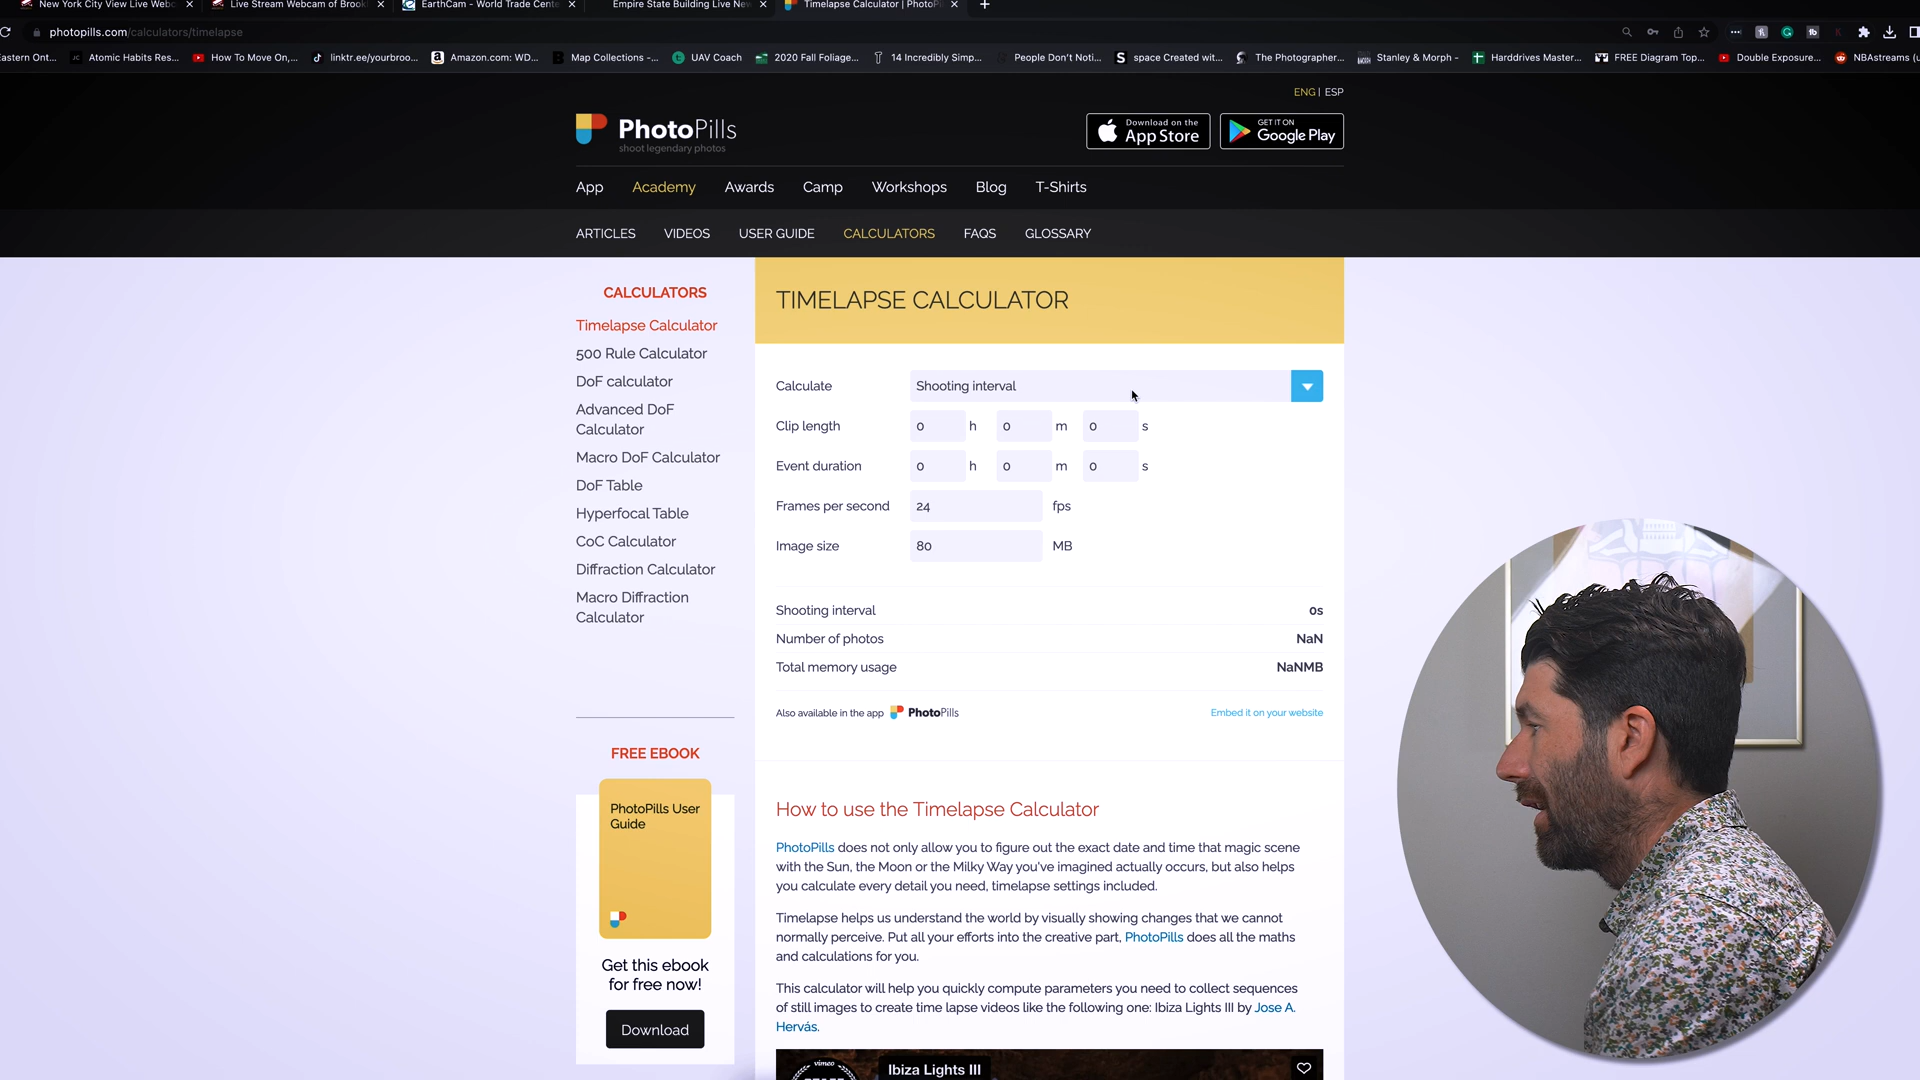 New York City View Live Webc
Live Stream Webcam of Brookl
EarthCam - World Trade Cente
Empire State Building Live New
Timelapse Calculator | PhotoPi
photopills.com/calculators/timelapse
Eastern Ont...
Atomic Habits Res...
How To Move On,...
linktr.ee/yourbroo...
Amazon.com: WD...
Map Collections -...
UAV Coach
2020 Fall Foliage...
14 Incredibly Simp...
People Don't Noti...
space Created wit...
The Photographer...
Stanley & Morph -
Harddrives Master...
FREE Diagram Top...
Double Exposure...
NBAstreams (u
ENG | ESP
PhotoPills
shoot legendary photos
Download on the
App Store
GET IT ON
Google Play
App
Academy
Awards
Camp
Workshops
Blog
T-Shirts
ARTICLES
VIDEOS
USER GUIDE
CALCULATORS
FAQS
GLOSSARY
CALCULATORS
Timelapse Calculator
500 Rule Calculator
DoF calculator
Advanced DoF
Calculator
Macro DoF Calculator
DoF Table
Hyperfocal Table
CoC Calculator
Diffraction Calculator
Macro Diffraction
Calculator
FREE EBOOK
PhotoPills User
Guide
Get this ebook
for free now!
Download
TIMELAPSE CALCULATOR
Calculate Shooting interval
Clip length 0 h 0 m 0 s
Event duration 0 h 0 m 0 s
Frames per second 24 fps
Image size 80 MB
Shooting interval 0s
Number of photos NaN
Total memory usage NaNMB
Also available in the app PhotoPills
Embed it on your website
How to use the Timelapse Calculator
PhotoPills does not only allow you to figure out the exact date and time that magic scene
with the Sun, the Moon or the Milky Way you've imagined actually occurs, but also helps
you calculate every detail you need, timelapse settings included.
Timelapse helps us understand the world by visually showing changes that we cannot
normally perceive. Put all your efforts into the creative part, PhotoPills does all the maths
and calculations for you.
This calculator will help you quickly compute parameters you need to collect sequences
of still images to create time lapse videos like the following one: Ibiza Lights III by Jose A.
Hervás.
vimeo
Ibiza Lights III